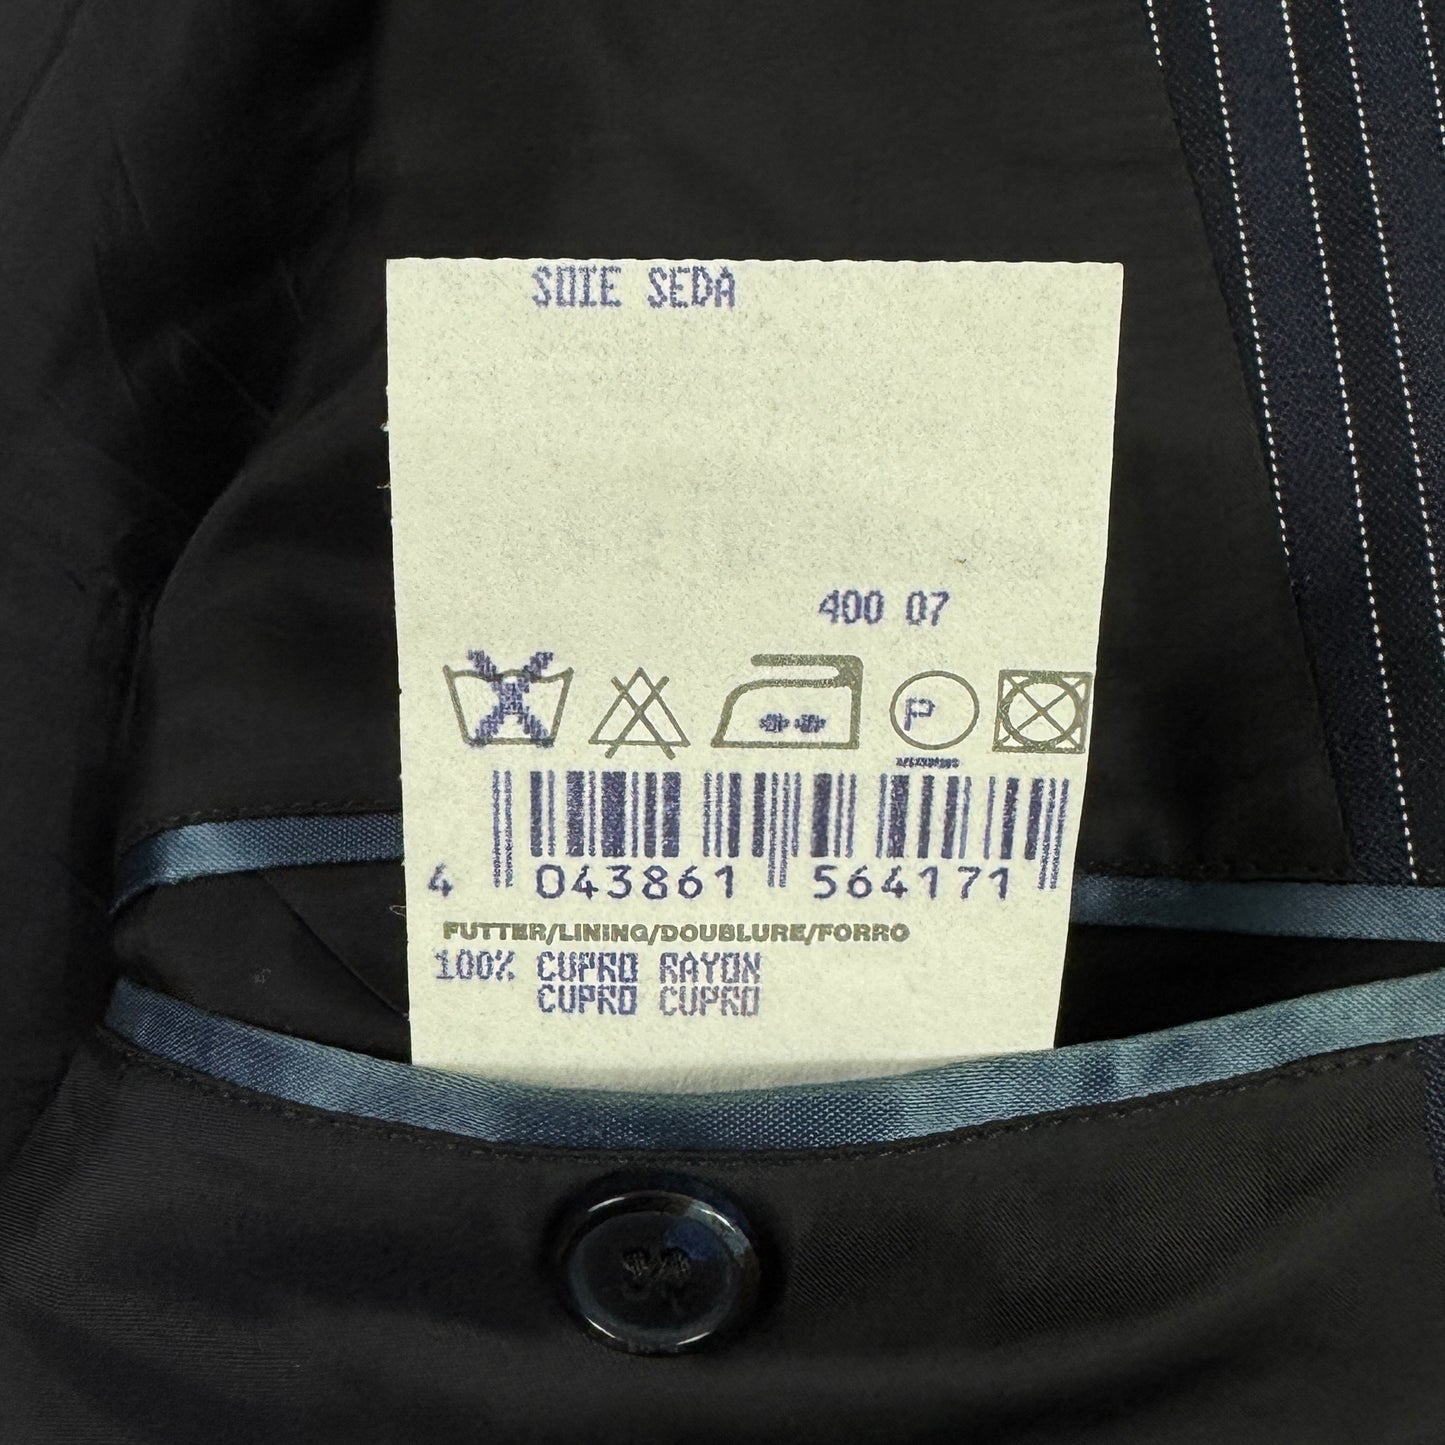 SOIE SEDA
400 07
P
4 043861 564171
FUTTER/LINING/DOUBLURE/FORRO
100% CUPRO RAYON
CUPRO CUPRO